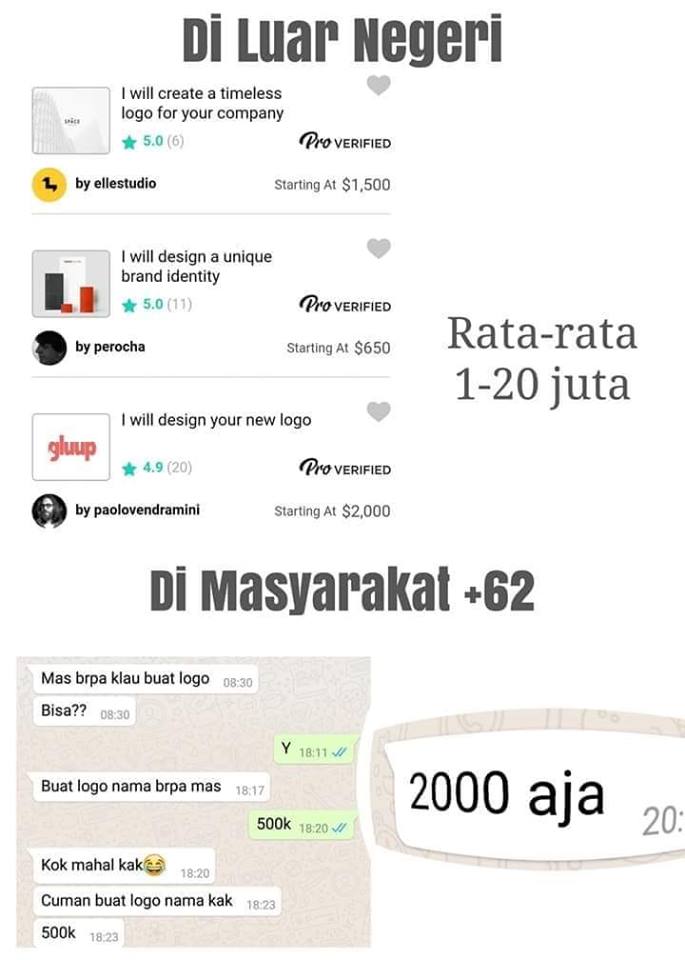 Di Luar Negeri
I will create a timeless
logo for your company
SPACE
5.0 (6)
Pro VERIFIED
by ellestudio
Starting At $1,500
I will design a unique
brand identity
5.0 (11)
Pro VERIFIED
by perocha
Starting At $650
Rata-rata
1-20 juta
I will design your new logo
gluup
4.9 (20)
Pro VERIFIED
by paolovendramini
Starting At $2,000
Di Masyarakat +62
Mas brpa klau buat logo 08:30
Bisa?? 08:30
Y 18:11
Buat logo nama brpa mas 18:17
500k 18:20
Kok mahal kak😂 18:20
Cuman buat logo nama kak 18:23
500k 18:23
2000 aja 20: